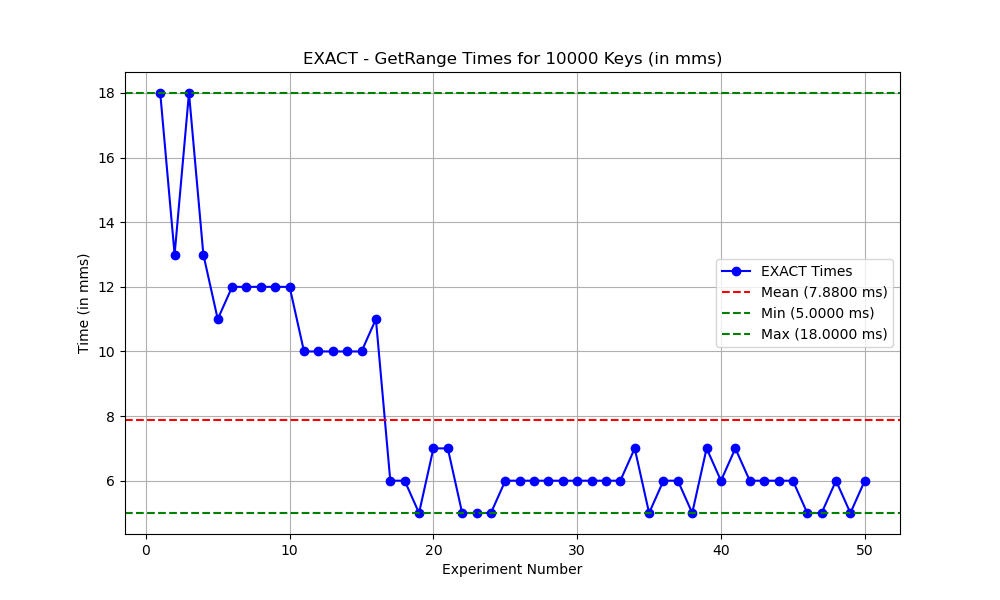 EXACT - GetRange Times for 10000 Keys (in mms)
18
16
14
12
10
8
6
Time (in mms)
EXACT Times
Mean (7.8800 ms)
Min (5.0000 ms)
Max (18.0000 ms)
0 10 20 30 40 50
Experiment Number